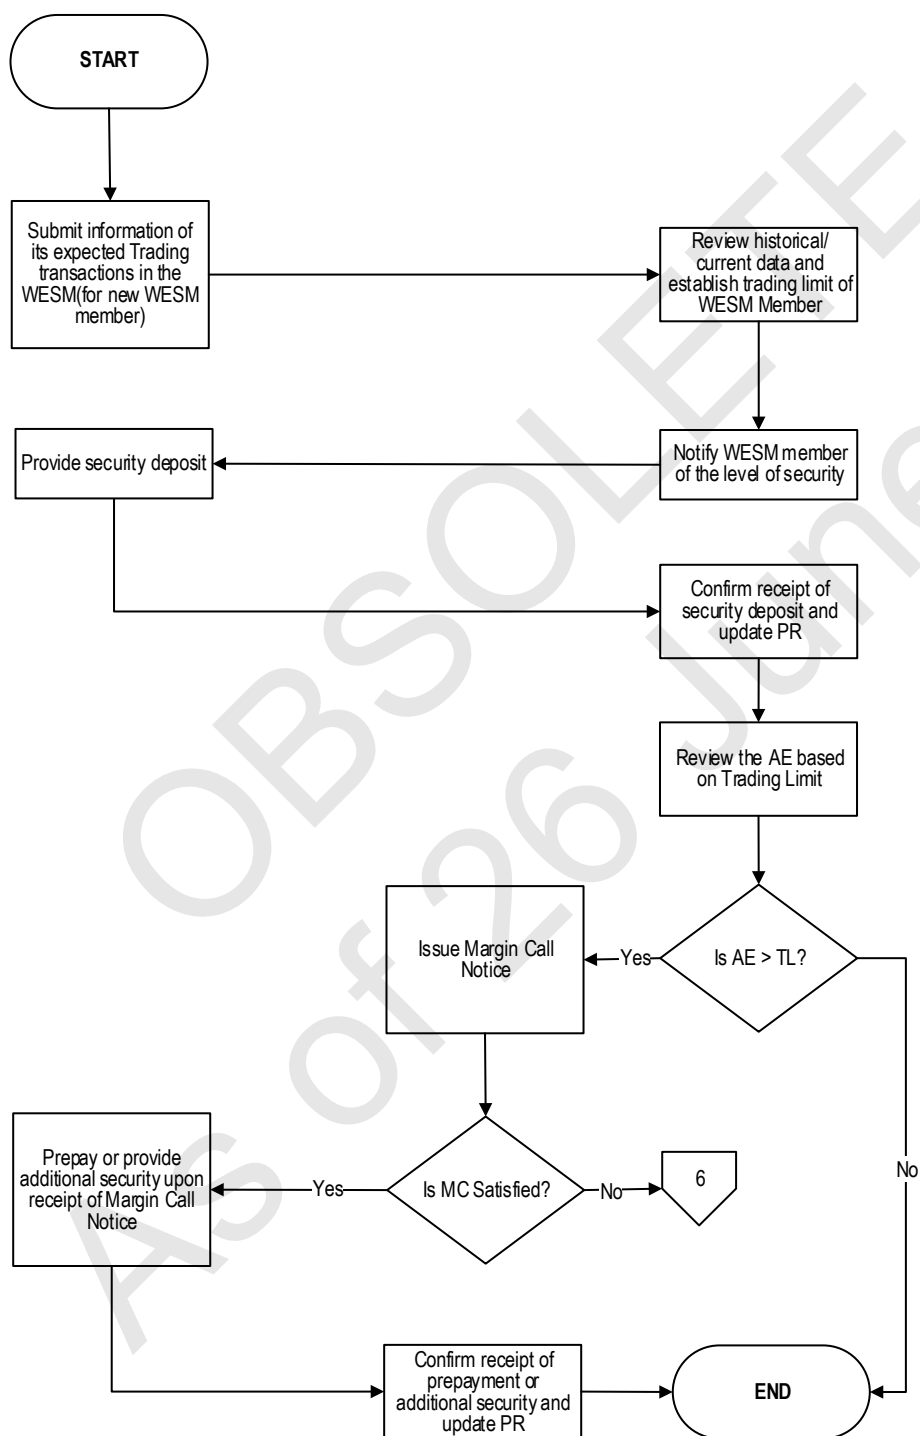 START
Submit information of
its expected Trading
transactions in the
WESM(for new WESM
member)
Review historical/
current data and
establish trading limit of
WESM Member
Provide security deposit
Notify WESM member
of the level of security
Confirm receipt of
security deposit and
update PR
Review the AE based
on Trading Limit
Issue Margin Call
Notice
Yes
Is AE > TL?
Prepay or provide
additional security upon
receipt of Margin Call
Notice
Yes
Is MC Satisfied?
No
6
No
Confirm receipt of
prepayment or
additional security and
update PR
END
OBSOLETE
As of 26 June